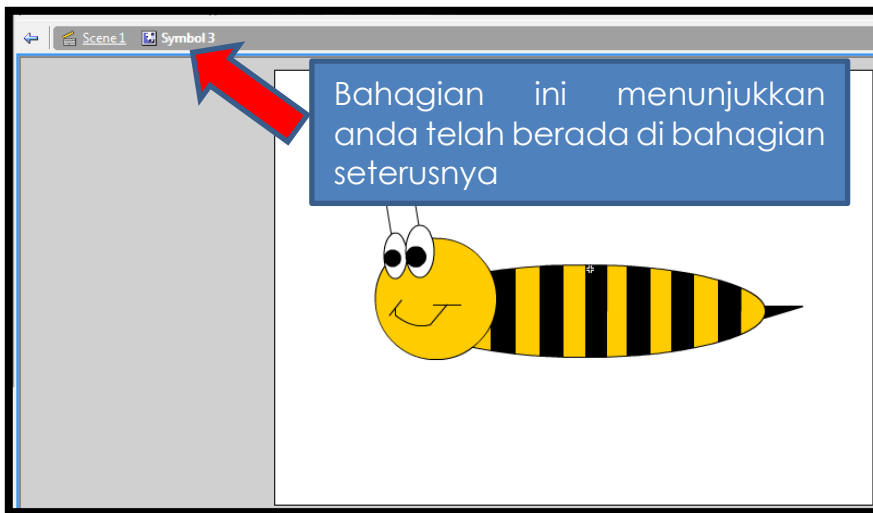 Scene 1 Symbol 3
Bahagian ini menunjukkan
anda telah berada di bahagian
seterusnya